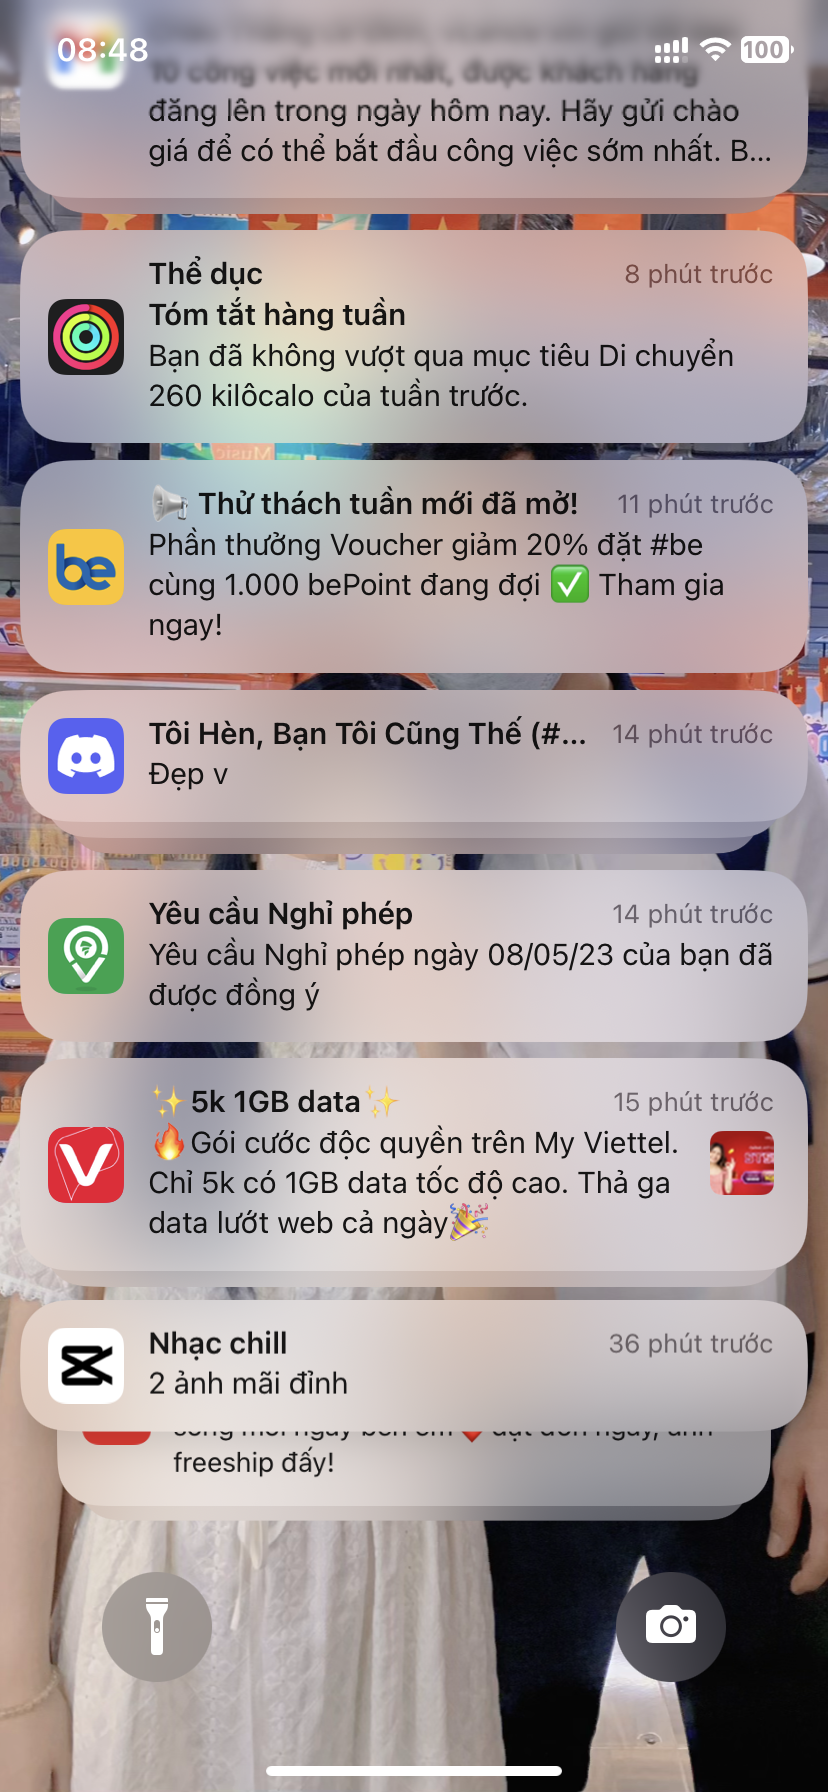 08:48
100
10 công việc mới nhất, được khách hàng
đăng lên trong ngày hôm nay. Hãy gửi chào
giá để có thể bắt đầu công việc sớm nhất. B...
Thể dục
8 phút trước
Tóm tắt hàng tuần
Bạn đã không vượt qua mục tiêu Di chuyển
260 kilôcalo của tuần trước.
📢 Thử thách tuần mới đã mở!
11 phút trước
be
Phần thưởng Voucher giảm 20% đặt #be
cùng 1.000 bePoint đang đợi ✅ Tham gia
ngay!
Tôi Hèn, Bạn Tôi Cũng Thế (#...
14 phút trước
Đẹp v
Yêu cầu Nghỉ phép
14 phút trước
Yêu cầu Nghỉ phép ngày 08/05/23 của bạn đã
được đồng ý
✨5k 1GB data✨
15 phút trước
🔥Gói cước độc quyền trên My Viettel.
Chỉ 5k có 1GB data tốc độ cao. Thả ga
data lướt web cả ngày🎉
Nhạc chill
36 phút trước
2 ảnh mãi đỉnh
freeship đấy!